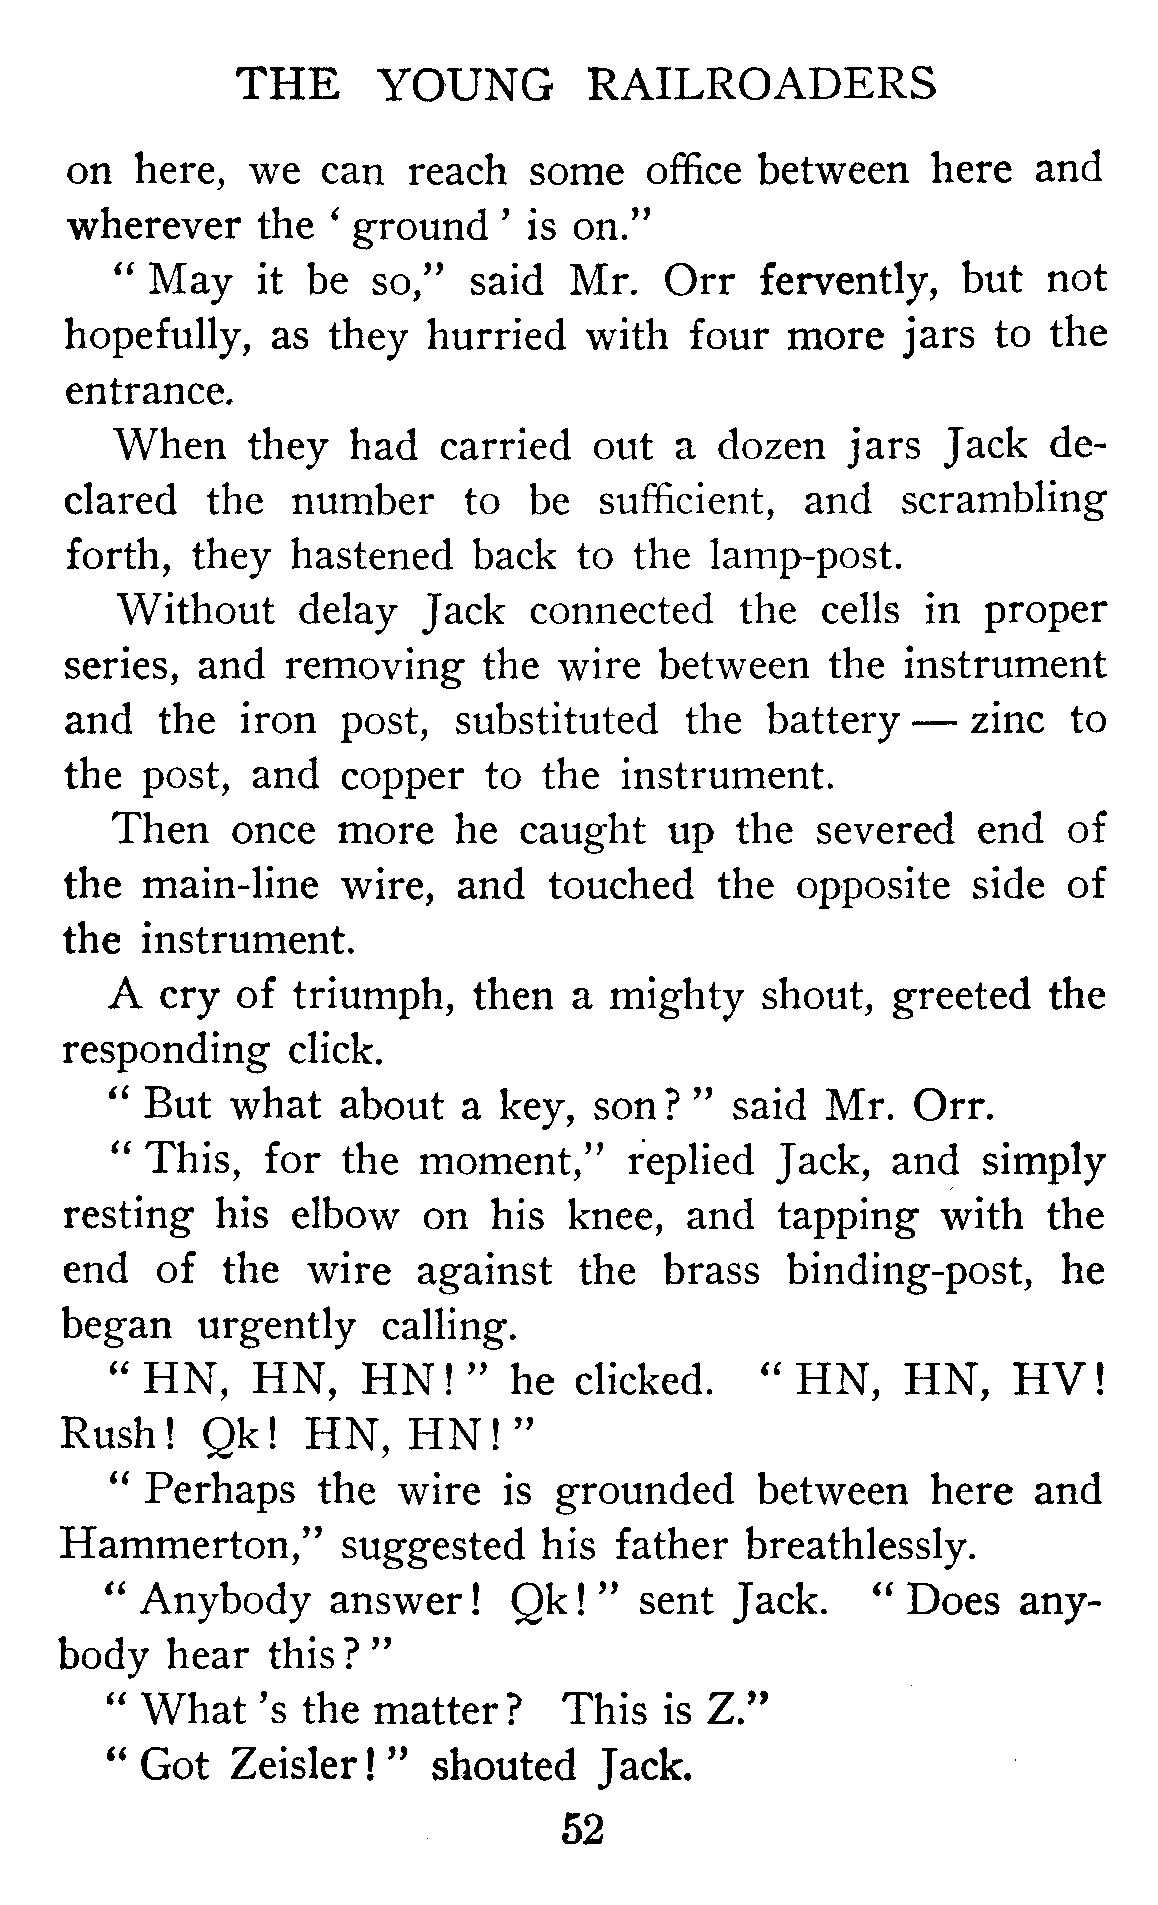 THE YOUNG RAILROADERS
on here, we can reach some office between here and
wherever the ‘ ground ’ is on.”
“ May it be so,” said Mr. Orr fervently, but not
hopefully, as they hurried with four more jars to the
entrance.
When they had carried out a dozen jars Jack de-
clared the number to be sufficient, and scrambling
forth, they hastened back to the lamp-post.
Without delay Jack connected the cells in proper
series, and removing the wire between the instrument
and the iron post, substituted the battery — zinc to
the post, and copper to the instrument.
Then once more he caught up the severed end of
the main-line wire, and touched the opposite side of
the instrument.
A cry of triumph, then a mighty shout, greeted the
responding click.
“ But what about a key, son? ” said Mr. Orr.
“ This, for the moment,” replied Jack, and simply
resting his elbow on his knee, and tapping with the
end of the wire against the brass binding-post, he
began urgently calling.
“ HN, HN, HN! ” he clicked. “ HN, HN, HV!
Rush! Qk! HN, HN! ”
“ Perhaps the wire is grounded between here and
Hammerton,” suggested his father breathlessly.
“ Anybody answer! Qk! ” sent Jack. “ Does any-
body hear this? ”
“ What ’s the matter? This is Z.”
“ Got Zeisler! ” shouted Jack.
52